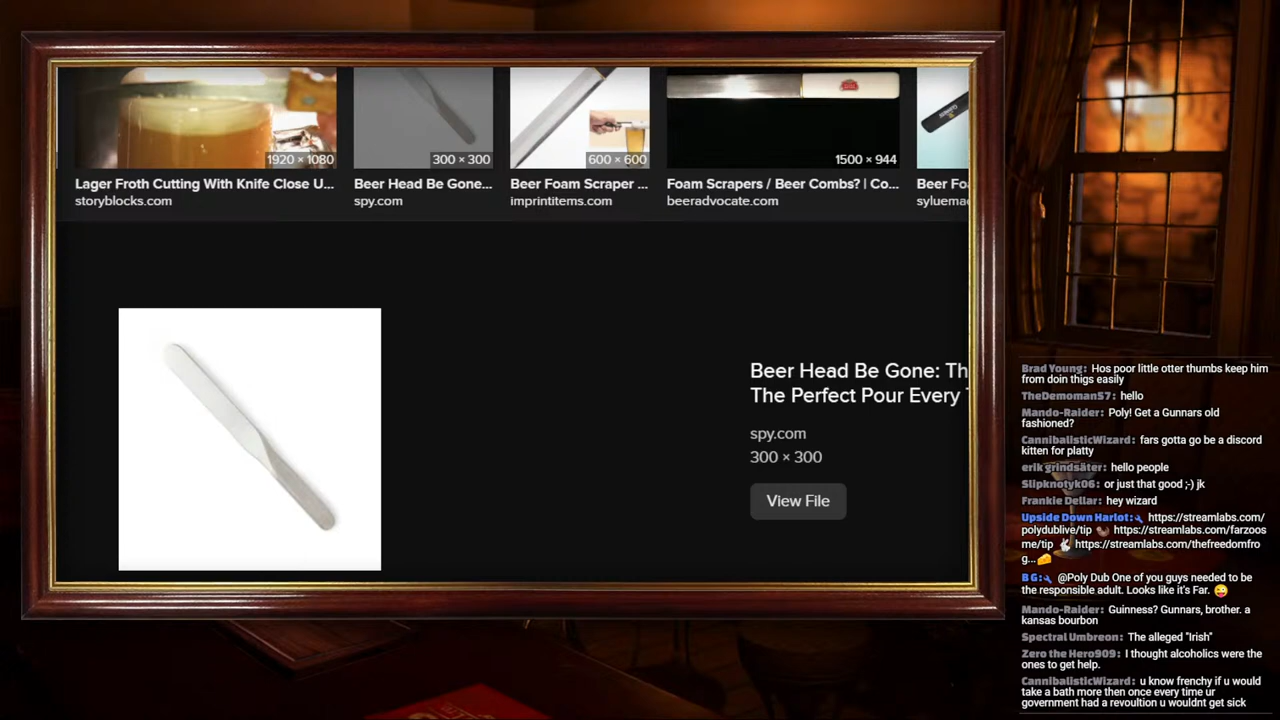 1920 × 1080
300 × 300
600 × 600
1500 × 944
Lager Froth Cutting With Knife Close U...
storyblocks.com
Beer Head Be Gone...
spy.com
Beer Foam Scraper ...
imprintitems.com
Foam Scrapers / Beer Combs? | Co...
beeradvocate.com
Beer Foa
syluema
Beer Head Be Gone: Th
The Perfect Pour Every
spy.com
300 × 300
View File
Brad Young: Hos poor little otter thumbs keep him
from doin thigs easily
TheDemomanS7: hello
Mando-Raider: Poly! Get a Gunnars old
fashioned?
CannibalisticWizard: fars gotta go be a discord
kitten for platty
erik grindsäter: hello people
Slipknotyk06: or just that good ;-) jk
Frankie Dellar: hey wizard
Upside Down Harlot: https://streamlabs.com/
polydublive/tip https://streamlabs.com/farzoos
me/tip https://streamlabs.com/thefreedomfro
g...
BG: @Poly Dub One of you guys needed to be
the responsible adult. Looks like it's Far.
Mando-Raider: Guinness? Gunnars, brother. a
kansas bourbon
Spectral Umbreon: The alleged "Irish"
Zero the Hero909: I thought alcoholics were the
ones to get help.
CannibalisticWizard: u know frenchy if u would
take a bath more then once every time ur
government had a revoultion u wouldnt get sick